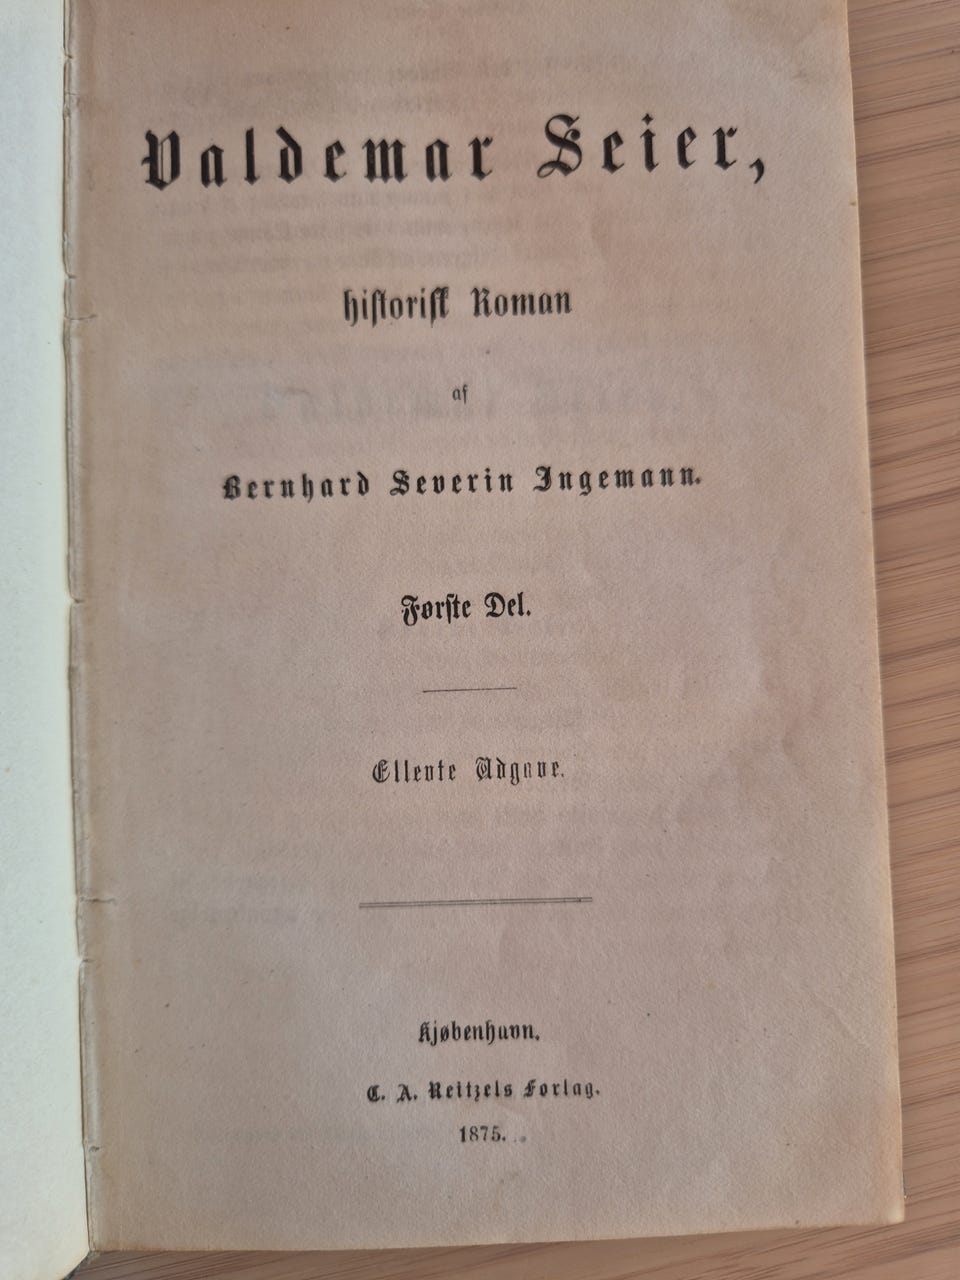 Valdemar Seier,
historisk Roman
af
Bernhard Severin Ingemann.
Første Del.
Ellevte Udgave.
Kjøbenhavn.
C. A. Reitzels Forlag.
1875.